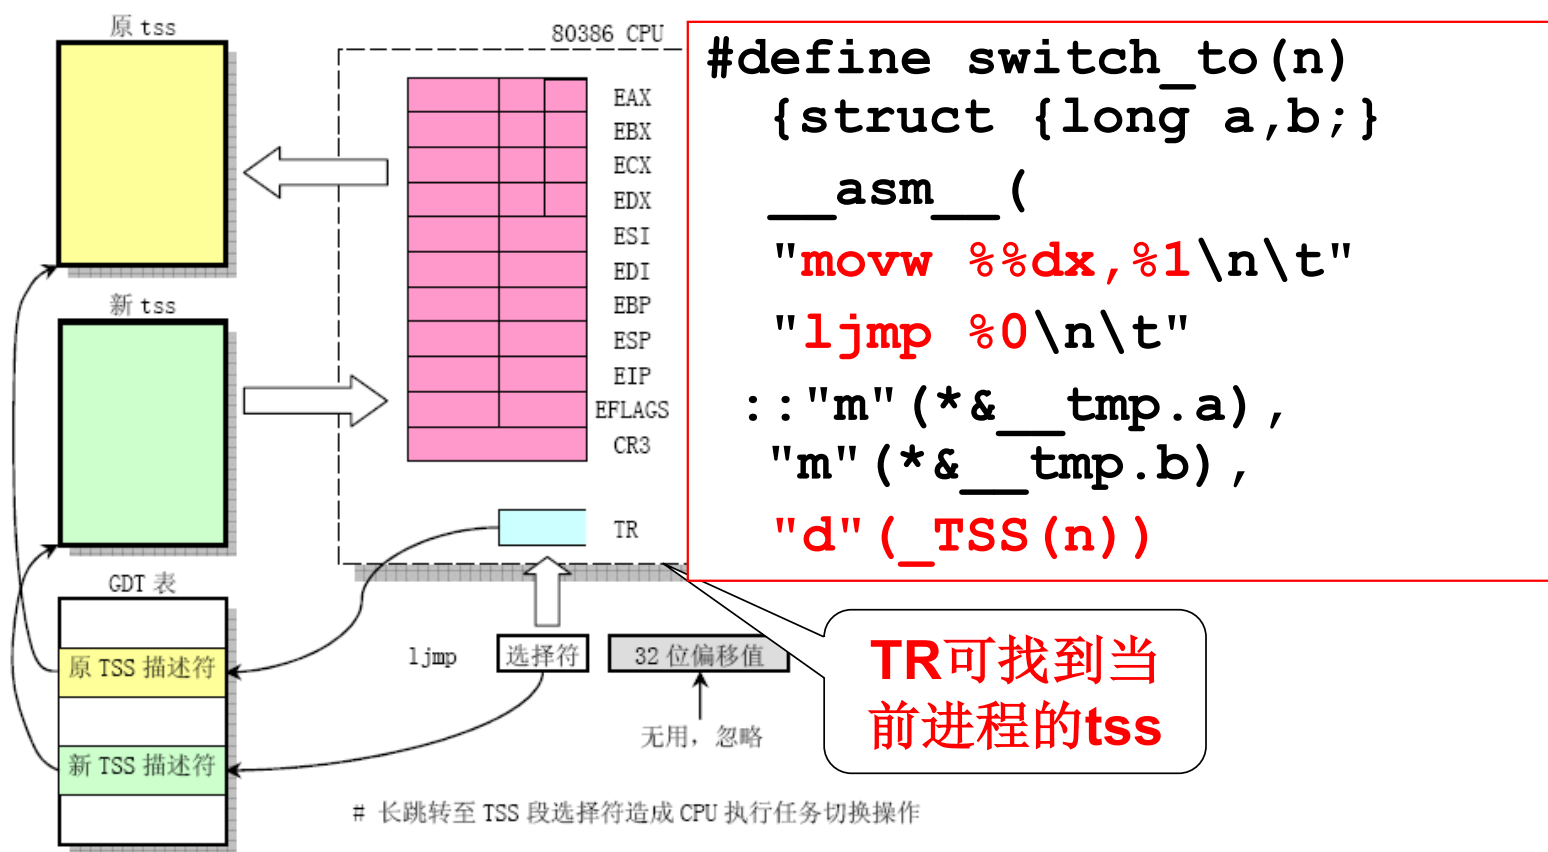 原 tss
80386 CPU
#define switch_to(n)
{struct {long a,b;}
__asm__(
"movw %%dx,%1\n\t"
"ljmp %0\n\t"
::"m"(*&__tmp.a),
"m"(*&__tmp.b),
"d"(_TSS(n))
EAX
EBX
ECX
EDX
ESI
EDI
EBP
ESP
EIP
EFLAGS
CR3
TR
新 tss
GDT 表
原 TSS 描述符
新 TSS 描述符
ljmp
选择符
32 位偏移值
无用，忽略
TR可找到当
前进程的tss
# 长跳转至 TSS 段选择符造成 CPU 执行任务切换操作